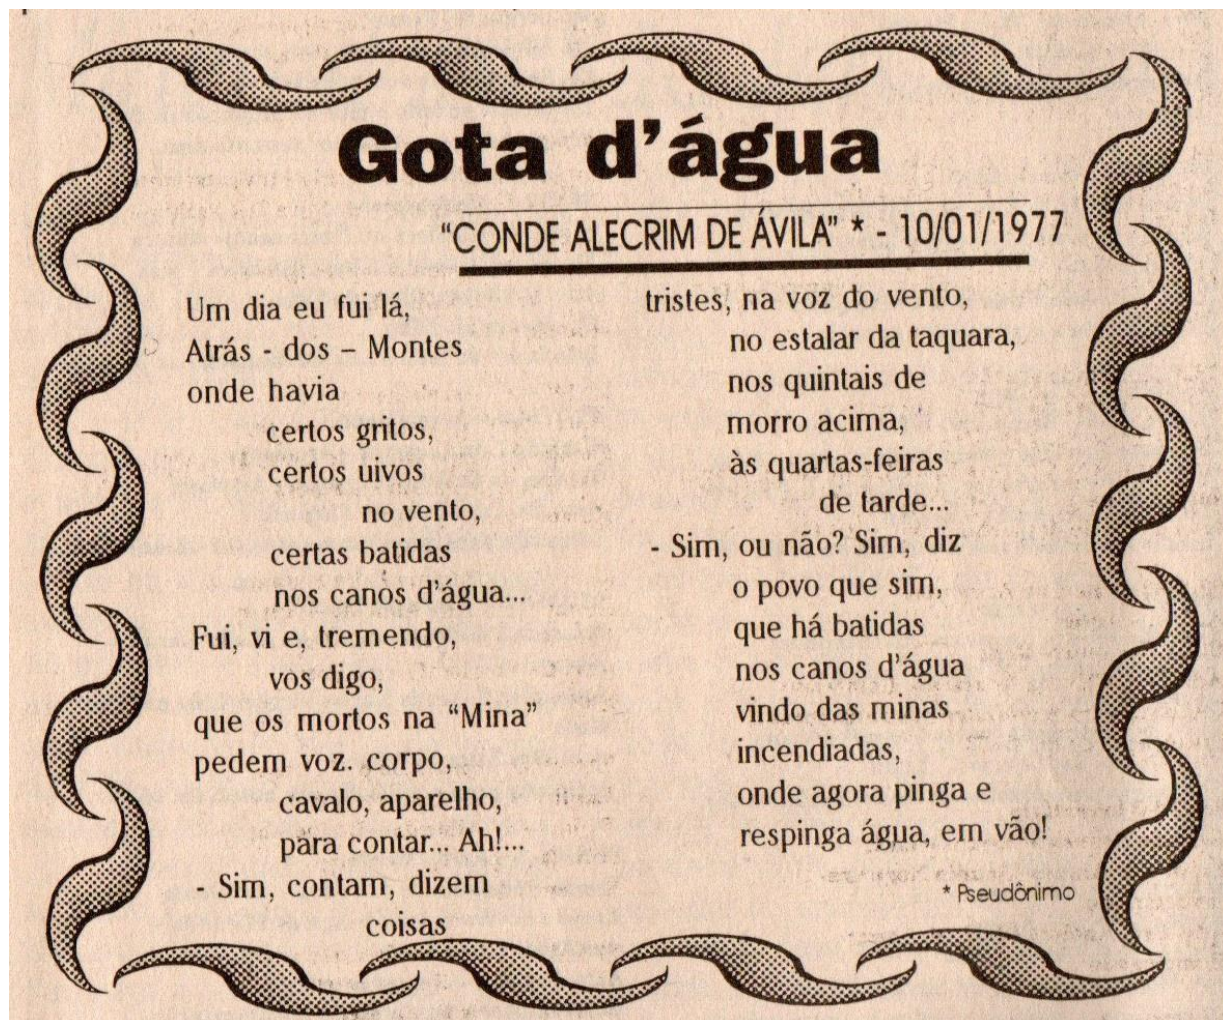 Gota d'água
"CONDE ALECRIM DE ÁVILA" * - 10/01/1977
Um dia eu fui lá,
Atrás - dos – Montes
onde havia
certos gritos,
certos uivos
no vento,
certas batidas
nos canos d'água...
Fui, vi e, tremendo,
vos digo,
que os mortos na “Mina”
pedem voz. corpo,
cavalo, aparelho,
para contar... Ah!...
- Sim, contam, dizem
coisas
tristes, na voz do vento,
no estalar da taquara,
nos quintais de
morro acima,
às quartas-feiras
de tarde...
- Sim, ou não? Sim, diz
o povo que sim,
que há batidas
nos canos d'água
vindo das minas
incendiadas,
onde agora pinga e
respinga água, em vão!
* Pseudônimo